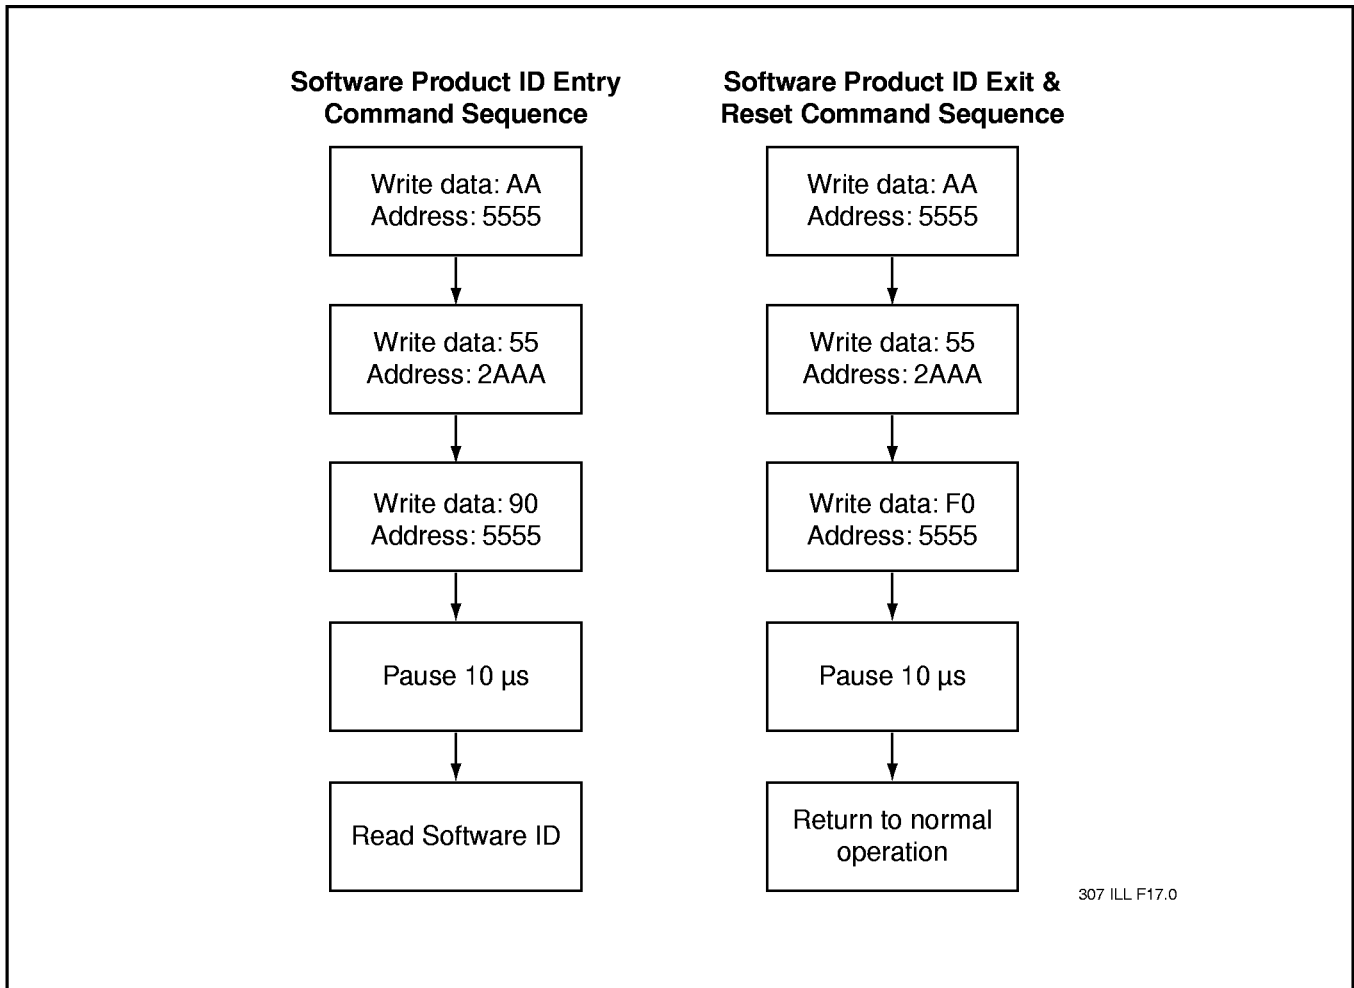 Software Product ID Entry
Command Sequence
Write data: AA
Address: 5555
Write data: 55
Address: 2AAA
Write data: 90
Address: 5555
Pause 10 µs
Read Software ID
Software Product ID Exit &
Reset Command Sequence
Write data: AA
Address: 5555
Write data: 55
Address: 2AAA
Write data: F0
Address: 5555
Pause 10 µs
Return to normal
operation
307 ILL F17.0